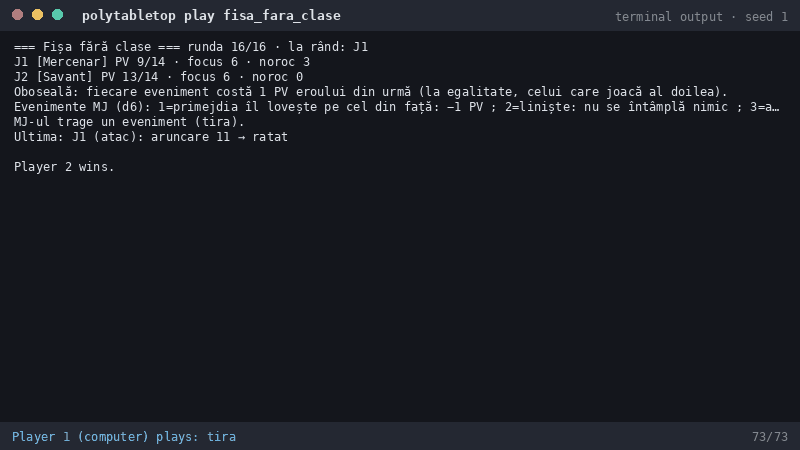 polytabletop play fisa_fara_clase
terminal output · seed 1
=== Fișa fără clase === runda 16/16 · la rând: J1
J1 [Mercenar] PV 9/14 · focus 6 · noroc 3
J2 [Savant] PV 13/14 · focus 6 · noroc 0
Oboseală: fiecare eveniment costă 1 PV eroului din urmă (la egalitate, celui care joacă al doilea).
Evenimente MJ (d6): 1=primejdia îl lovește pe cel din față: −1 PV ; 2=liniște: nu se întâmplă nimic ; 3=a…
MJ-ul trage un eveniment (tira).
Ultima: J1 (atac): aruncare 11 → ratat
Player 2 wins.
Player 1 (computer) plays: tira
73/73